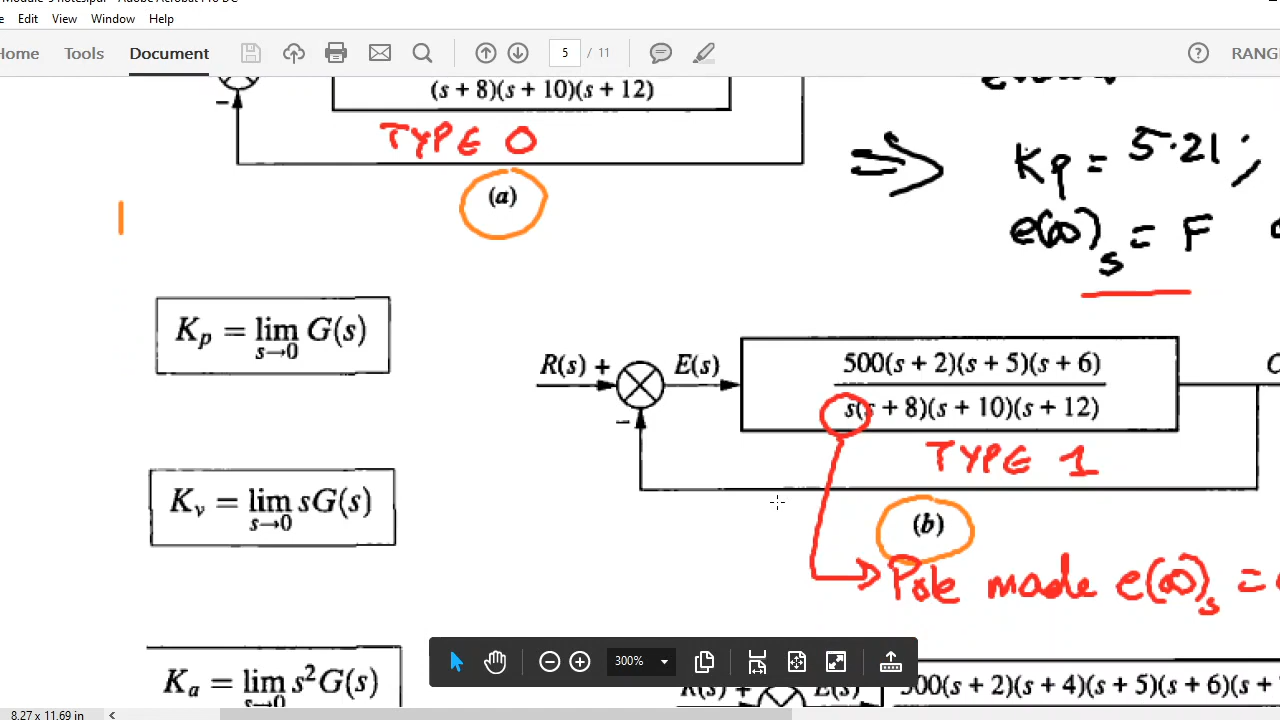 Edit View Window Help
Home Tools Document 5 / 11 RANG
(s + 8)(s + 10)(s + 12)
TYPE 0
(a)
⇒ Kp = 5.21 ;
e(∞)s = F
Kp = lim G(s)
s→0
R(s) + E(s) 500(s + 2)(s + 5)(s + 6)
s(s + 8)(s + 10)(s + 12)
−
TYPE 1
Kv = lim sG(s)
s→0
(b)
Pole made e(∞)s =
300%
Ka = lim s²G(s)
s→0
R(s) + E(s) 500(s + 2)(s + 4)(s + 5)(s + 6)(s +
8.27 x 11.69 in